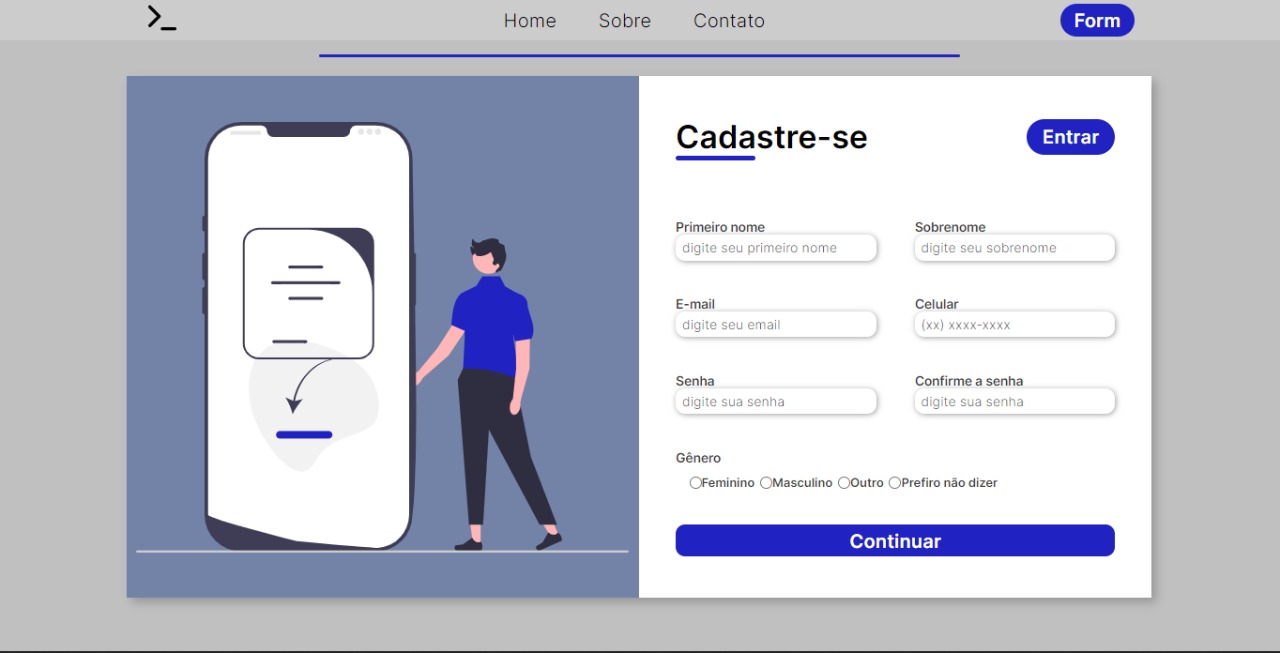 Home Sobre Contato Form
Cadastre-se Entrar
Primeiro nome Sobrenome
digite seu primeiro nome digite seu sobrenome
E-mail Celular
digite seu email (xx) xxxx-xxxx
Senha Confirme a senha
digite sua senha digite sua senha
Gênero
Feminino Masculino Outro Prefiro não dizer
Continuar